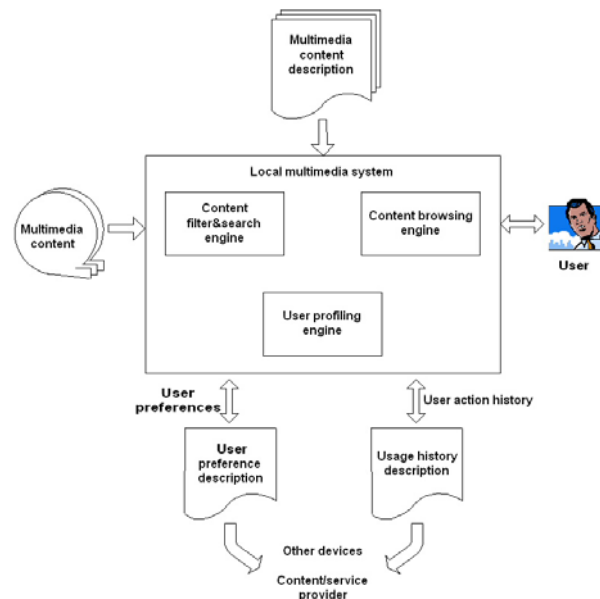 Multimedia
content
description
Local multimedia system
Content
filter&search
engine
Content browsing
engine
Multimedia
content
User
User profiling
engine
User
preferences
User action history
User
preference
description
Usage history
description
Other devices
Content/service
provider